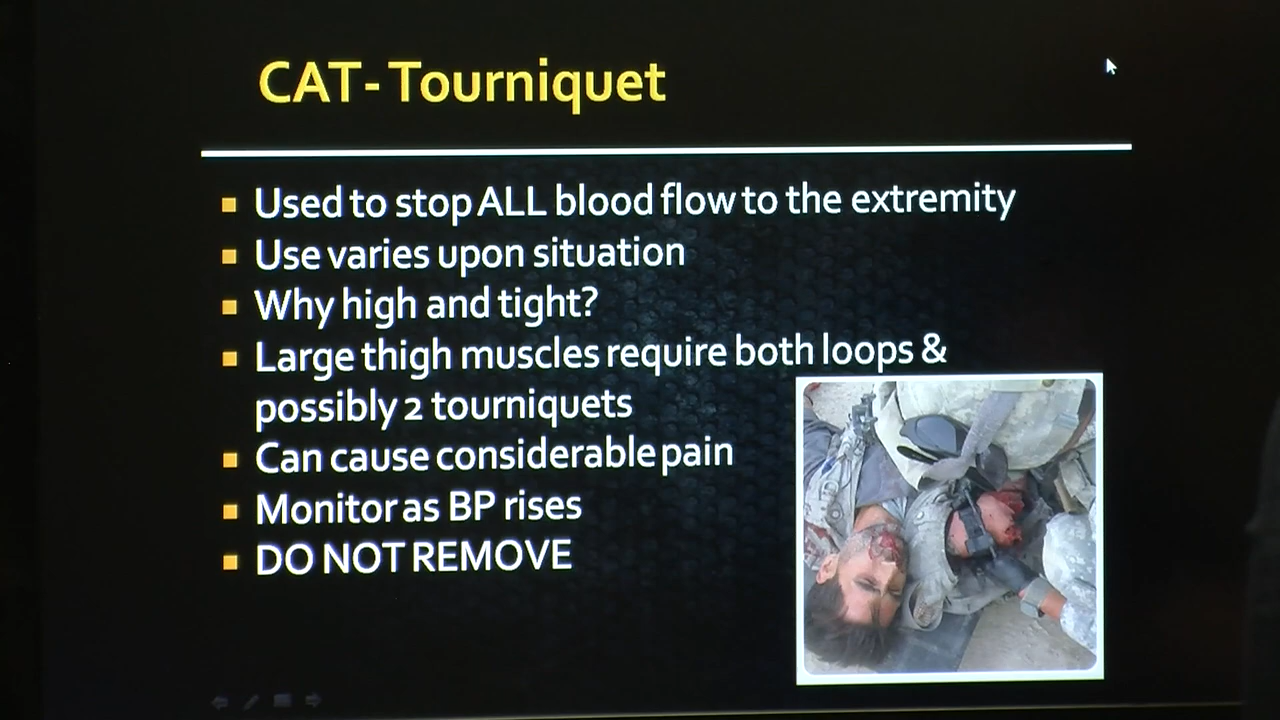 CAT- Tourniquet
Used to stop ALL blood flow to the extremity
Use varies upon situation
Why high and tight?
Large thigh muscles require both loops &
possibly 2 tourniquets
Can cause considerable pain
Monitor as BP rises
DO NOT REMOVE